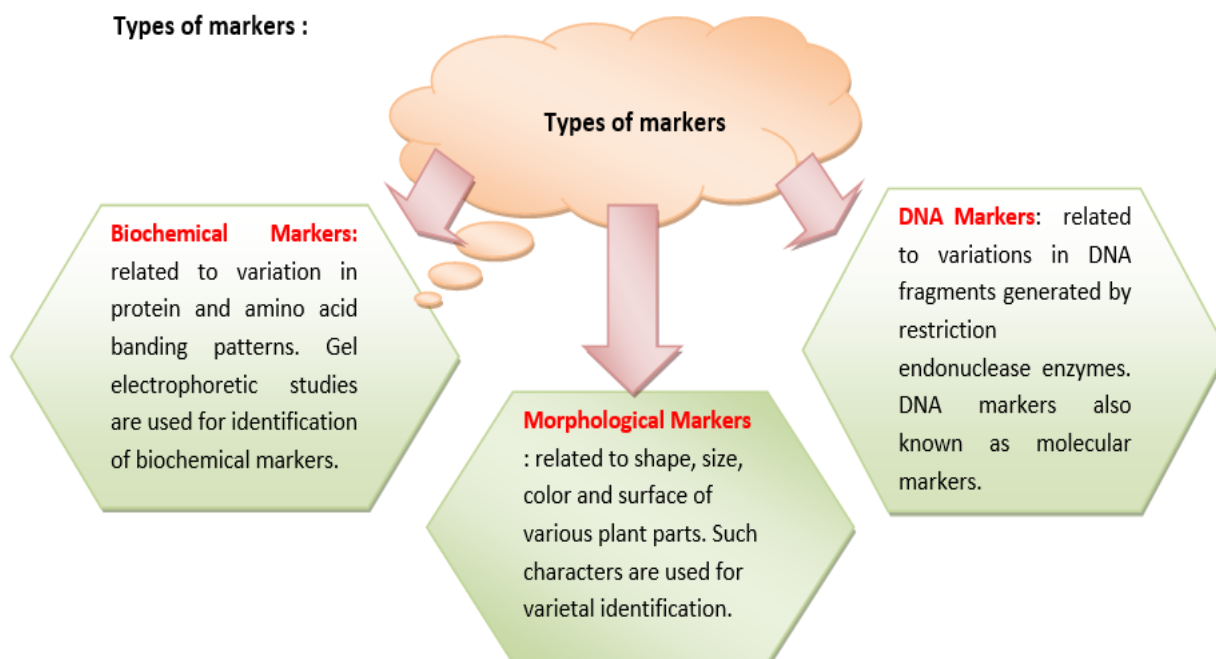 Types of markers :
Types of markers
Biochemical Markers:
related to variation in
protein and amino acid
banding patterns. Gel
electrophoretic studies
are used for identification
of biochemical markers.
Morphological Markers
: related to shape, size,
color and surface of
various plant parts. Such
characters are used for
varietal identification.
DNA Markers: related
to variations in DNA
fragments generated by
restriction
endonuclease enzymes.
DNA markers also
known as molecular
markers.